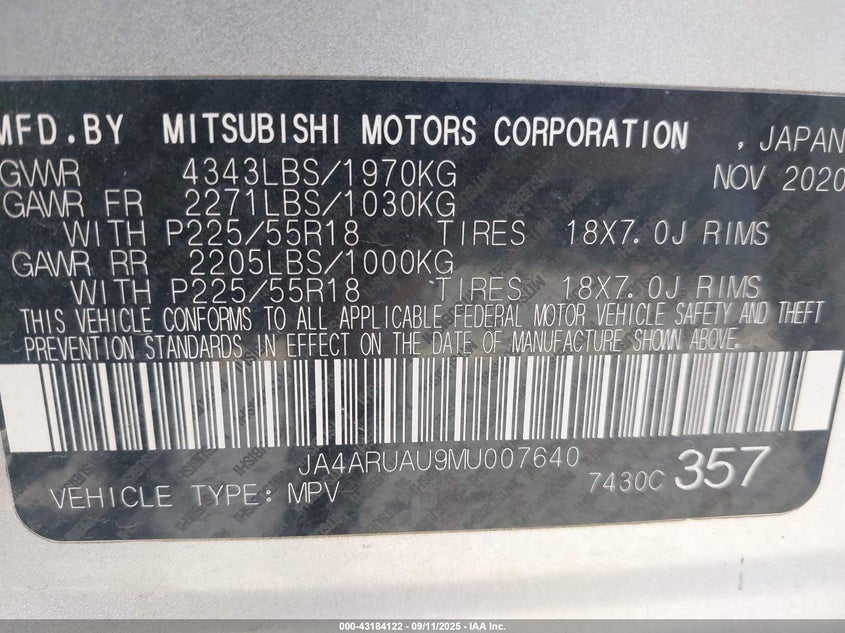 MFD.BY MITSUBISHI MOTORS CORPORATION , JAPAN
GVWR 4343LBS/1970KG NOV 2020
GAWR FR 2271LBS/1030KG
WITH P225/55R18 TIRES 18X7.0J RIMS
GAWR RR 2205LBS/1000KG
WITH P225/55R18 TIRES 18X7.0J RIMS
THIS VEHICLE CONFORMS TO ALL APPLICABLE FEDERAL MOTOR VEHICLE SAFETY AND THEFT
PREVENTION STANDARDS IN EFFECT ON THE DATE OF MANUFACTURE SHOWN ABOVE.
JA4ARUAU9MU007640
VEHICLE TYPE: MPV 7430C 357
000-43184122 - 09/11/2025 - IAA Inc.